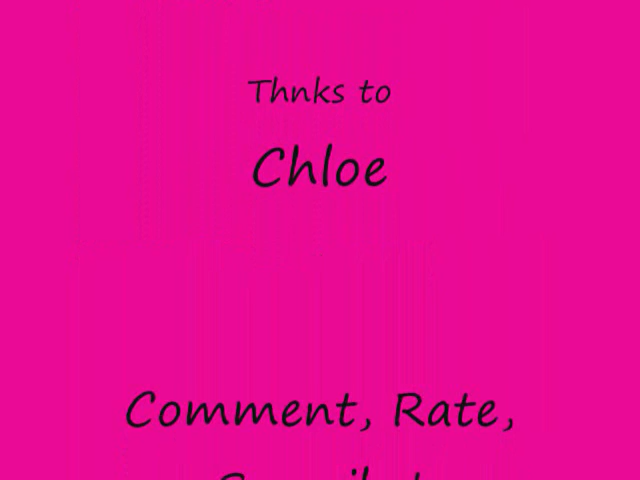 Thnks to
Chloe
Comment, Rate,